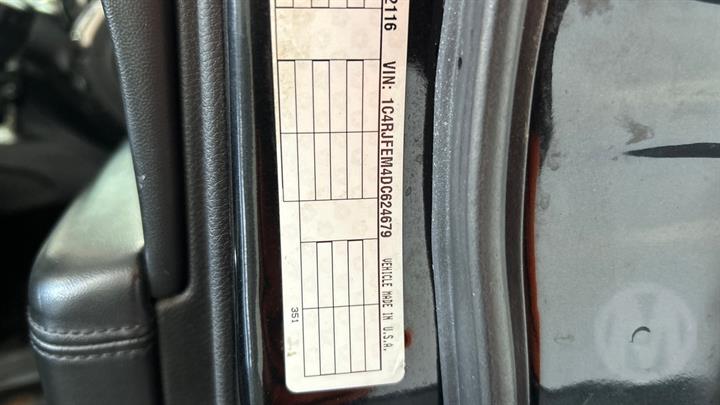 2116 VIN: 1C4RJFEM4DC624679 VEHICLE MADE IN U.S.A.
351